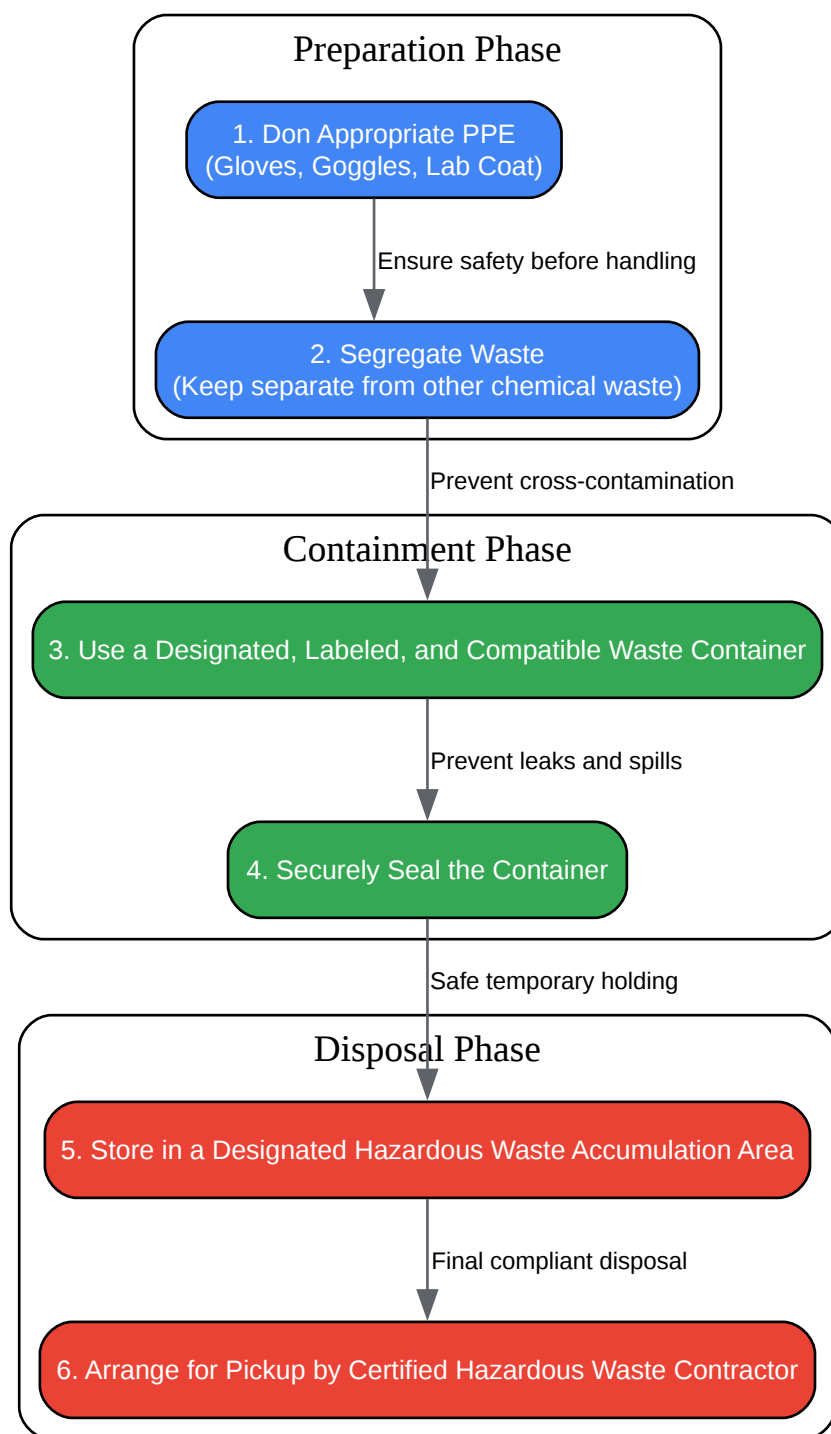 Preparation Phase
1. Don Appropriate PPE
(Gloves, Goggles, Lab Coat)
Ensure safety before handling
2. Segregate Waste
(Keep separate from other chemical waste)
Prevent cross-contamination
Containment Phase
3. Use a Designated, Labeled, and Compatible Waste Container
Prevent leaks and spills
4. Securely Seal the Container
Safe temporary holding
Disposal Phase
5. Store in a Designated Hazardous Waste Accumulation Area
Final compliant disposal
6. Arrange for Pickup by Certified Hazardous Waste Contractor